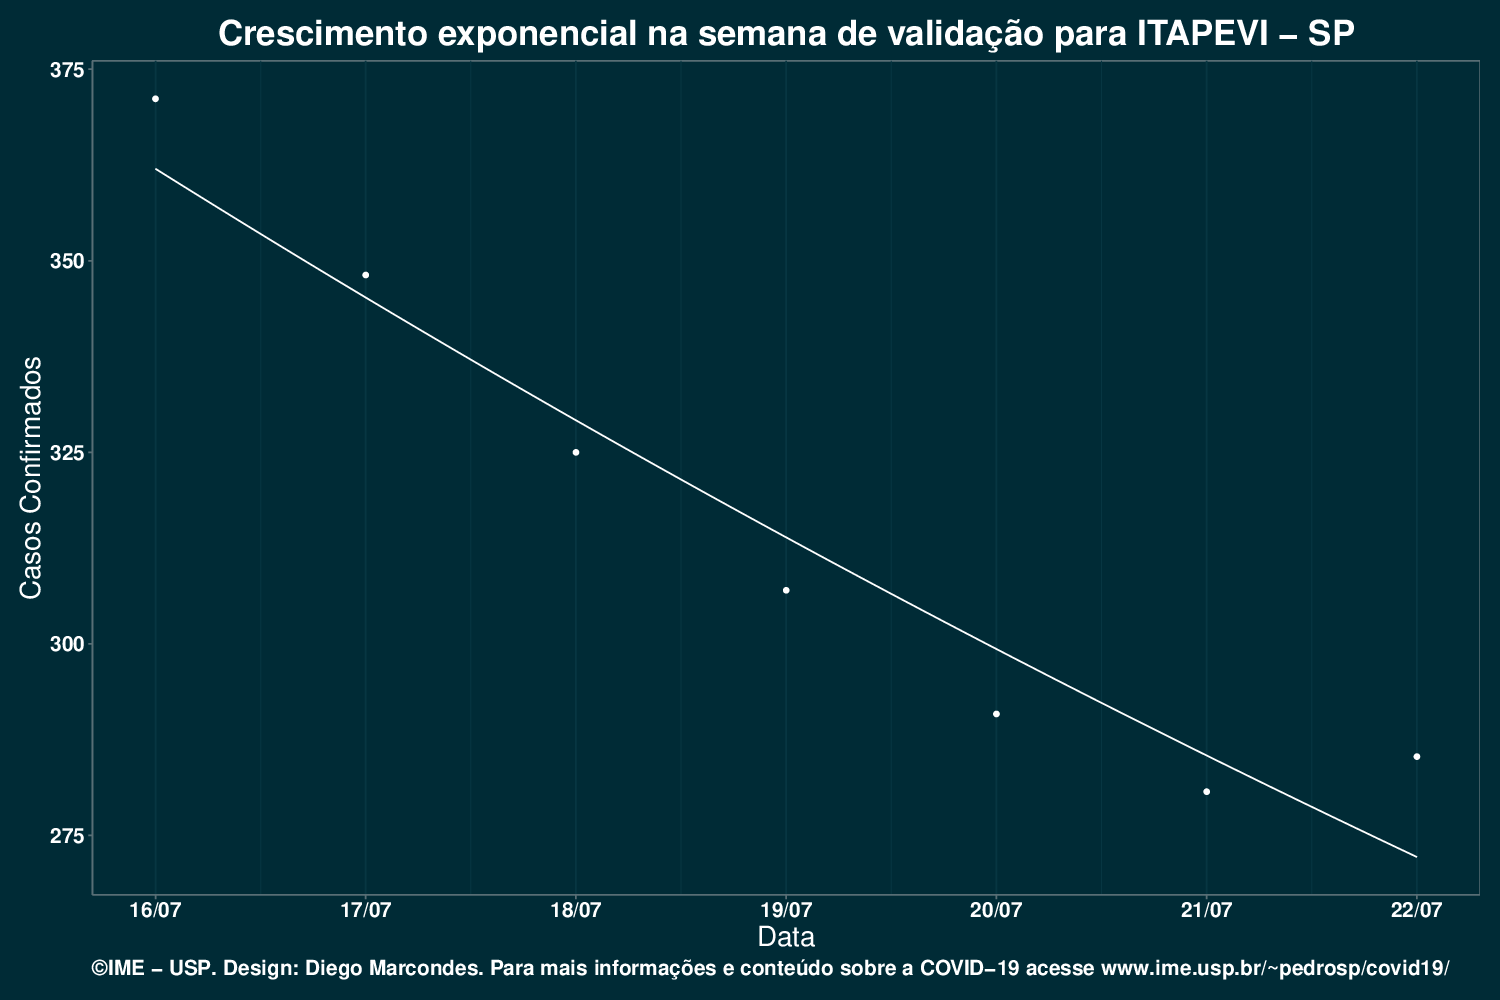 Crescimento exponencial na semana de validação para ITAPEVI – SP
375
350
325
300
275
Casos Confirmados
16/07 17/07 18/07 19/07 20/07 21/07 22/07
Data
©IME – USP. Design: Diego Marcondes. Para mais informações e conteúdo sobre a COVID–19 acesse www.ime.usp.br/~pedrosp/covid19/